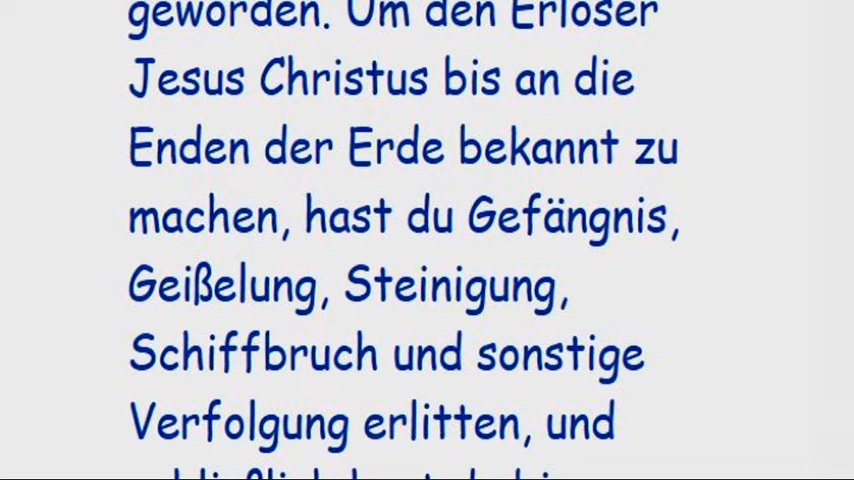 geworden. Um den Erlöser
Jesus Christus bis an die
Enden der Erde bekannt zu
machen, hast du Gefängnis,
Geißelung, Steinigung,
Schiffbruch und sonstige
Verfolgung erlitten, und